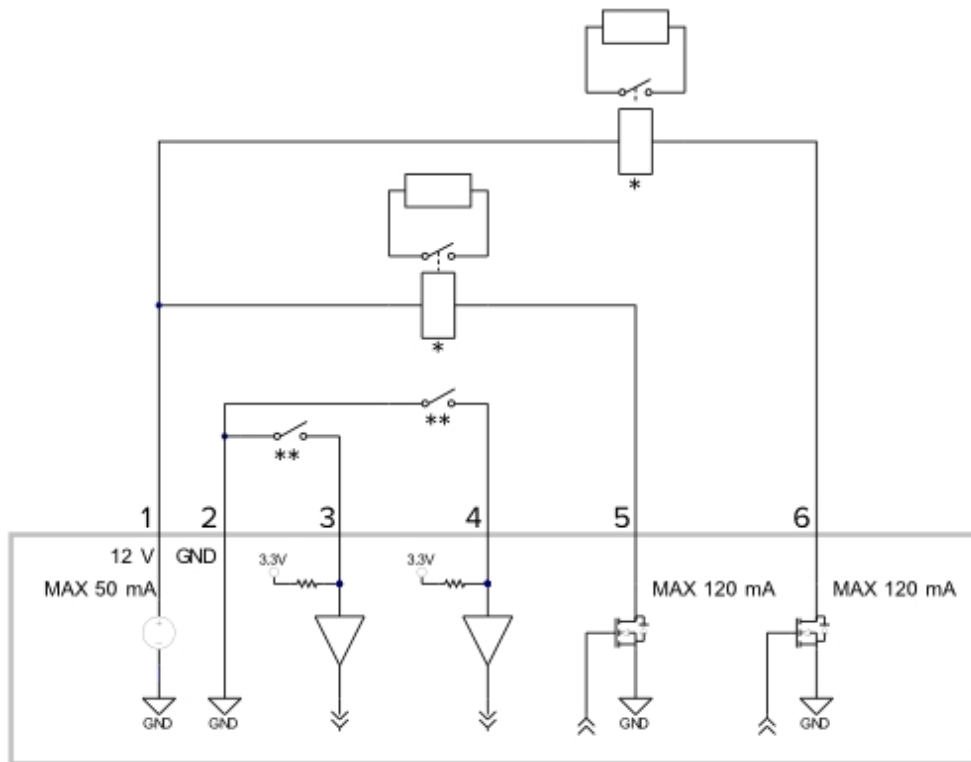 *
*
**
**
1 2 3 4 5 6
12 V GND
3.3V 3.3V
MAX 50 mA MAX 120 mA MAX 120 mA
GND GND GND GND